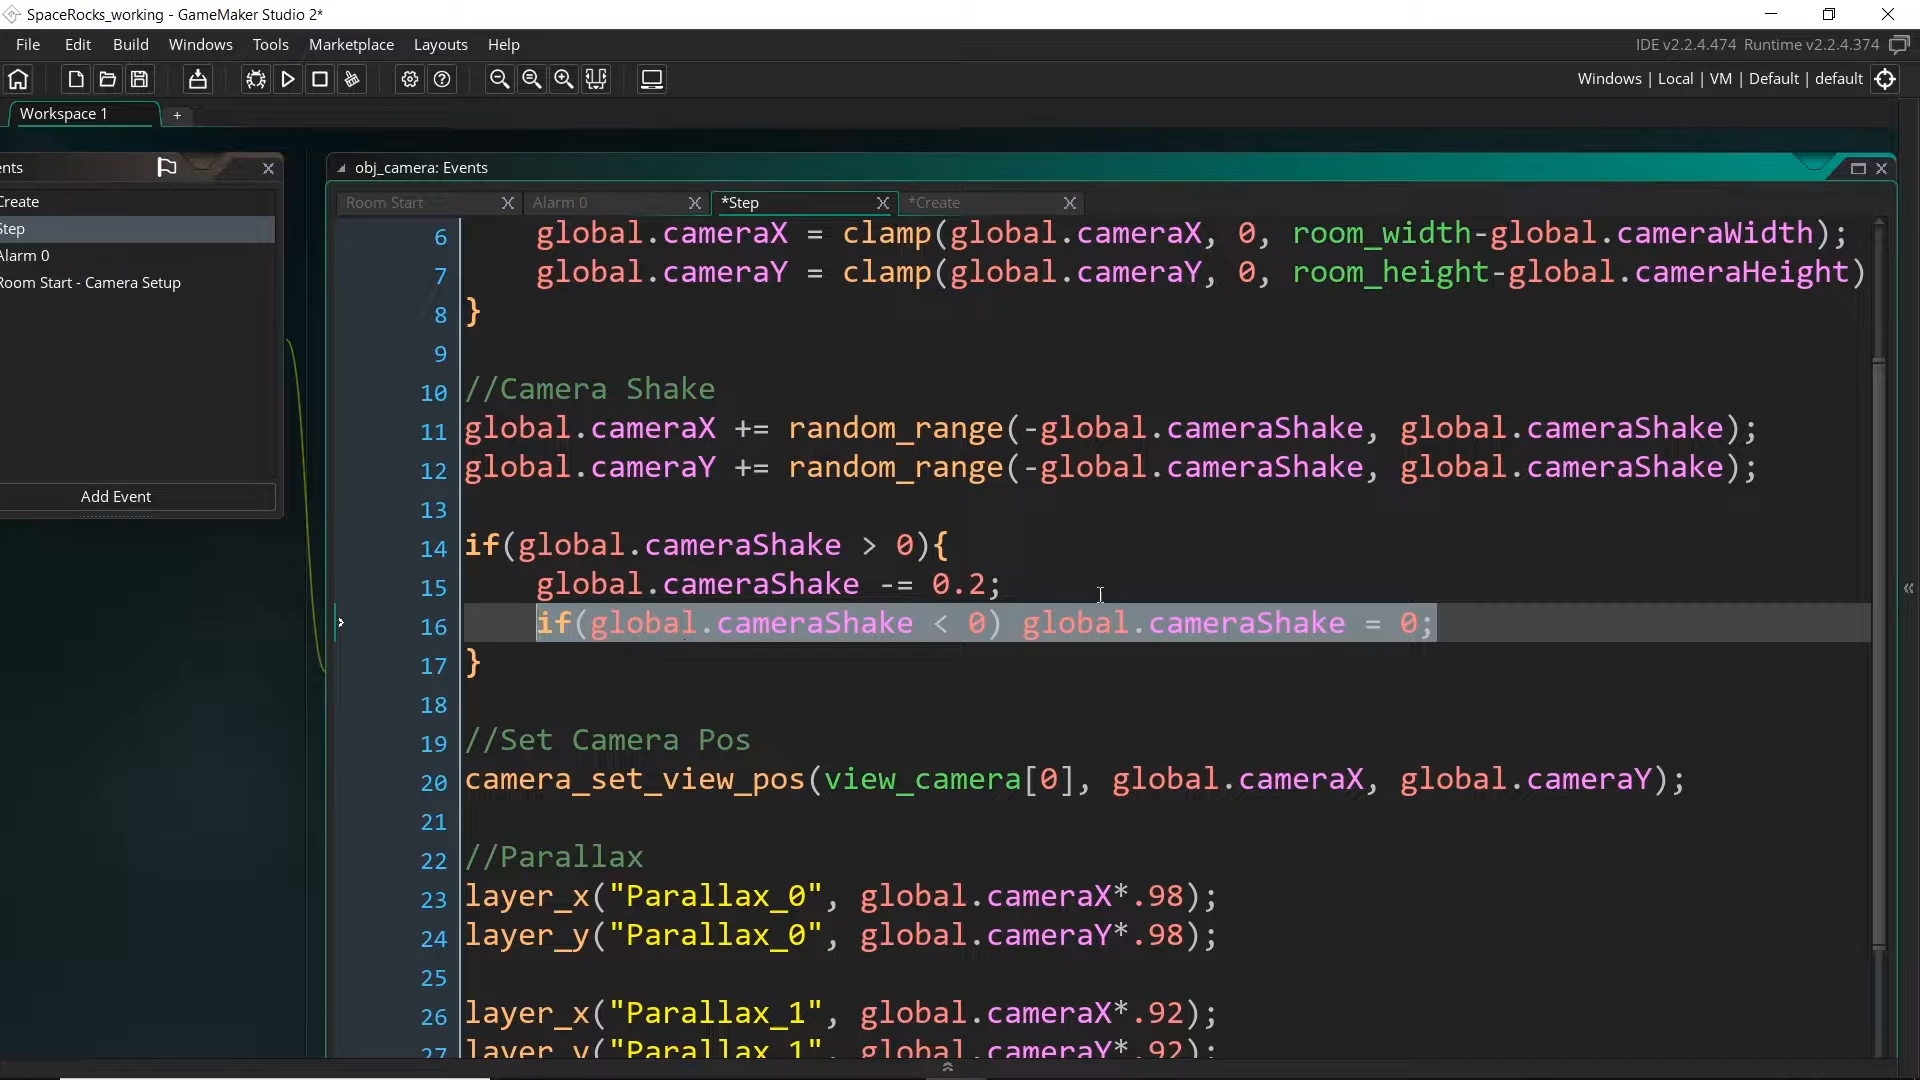 SpaceRocks_working - GameMaker Studio 2*
File Edit Build Windows Tools Marketplace Layouts Help
IDE v2.2.4.474 Runtime v2.2.4.374
Windows | Local | VM | Default | default
Workspace 1
+
ents
Create
Step
Alarm 0
Room Start - Camera Setup
Add Event
obj_camera: Events
Room Start Alarm 0 *Step *Create
6 global.cameraX = clamp(global.cameraX, 0, room_width-global.cameraWidth);
7 global.cameraY = clamp(global.cameraY, 0, room_height-global.cameraHeight)
8 }
9
10 //Camera Shake
11 global.cameraX += random_range(-global.cameraShake, global.cameraShake);
12 global.cameraY += random_range(-global.cameraShake, global.cameraShake);
13
14 if(global.cameraShake > 0){
15 global.cameraShake -= 0.2;
16 if(global.cameraShake < 0) global.cameraShake = 0;
17 }
18
19 //Set Camera Pos
20 camera_set_view_pos(view_camera[0], global.cameraX, global.cameraY);
21
22 //Parallax
23 layer_x("Parallax_0", global.cameraX*.98);
24 layer_y("Parallax_0", global.cameraY*.98);
25
26 layer_x("Parallax_1", global.cameraX*.92);
27 layer_y("Parallax_1", global.cameraY*.92);